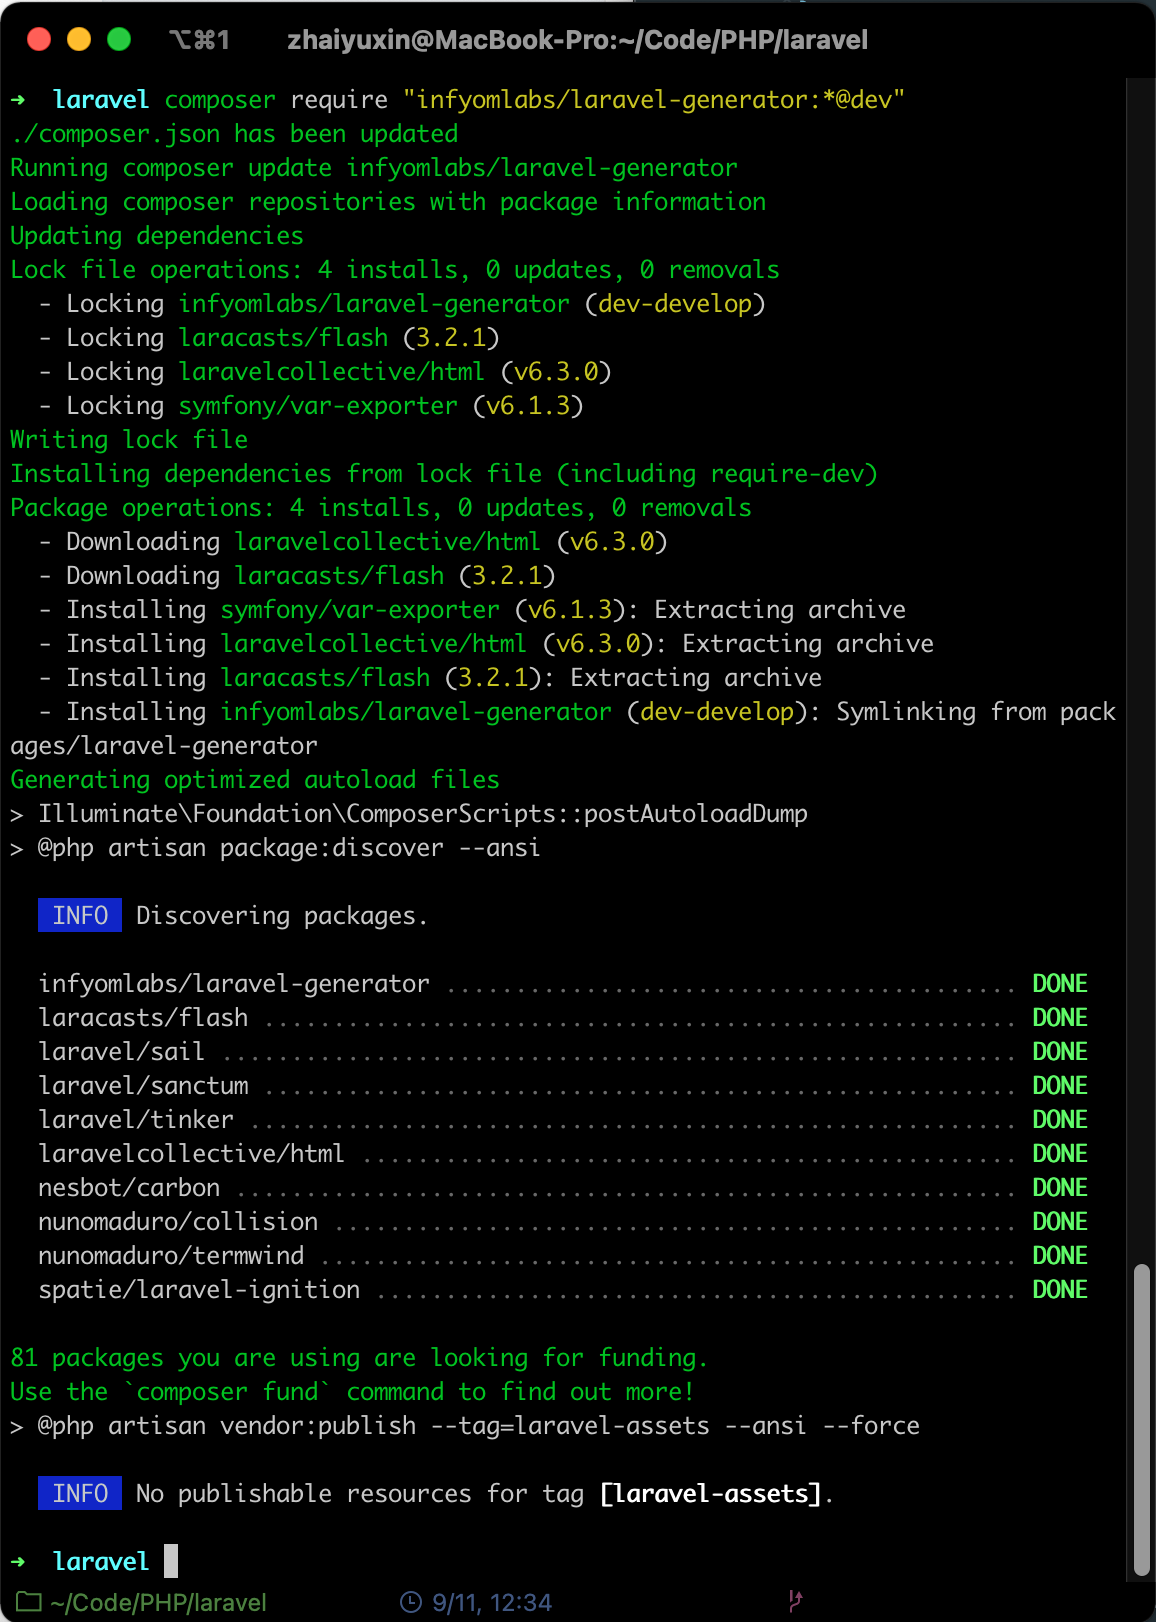 ⌥⌘1 zhaiyuxin@MacBook-Pro:~/Code/PHP/laravel
➜ laravel composer require "infyomlabs/laravel-generator:*@dev"
./composer.json has been updated
Running composer update infyomlabs/laravel-generator
Loading composer repositories with package information
Updating dependencies
Lock file operations: 4 installs, 0 updates, 0 removals
  - Locking infyomlabs/laravel-generator (dev-develop)
  - Locking laracasts/flash (3.2.1)
  - Locking laravelcollective/html (v6.3.0)
  - Locking symfony/var-exporter (v6.1.3)
Writing lock file
Installing dependencies from lock file (including require-dev)
Package operations: 4 installs, 0 updates, 0 removals
  - Downloading laravelcollective/html (v6.3.0)
  - Downloading laracasts/flash (3.2.1)
  - Installing symfony/var-exporter (v6.1.3): Extracting archive
  - Installing laravelcollective/html (v6.3.0): Extracting archive
  - Installing laracasts/flash (3.2.1): Extracting archive
  - Installing infyomlabs/laravel-generator (dev-develop): Symlinking from pack
ages/laravel-generator
Generating optimized autoload files
> Illuminate\Foundation\ComposerScripts::postAutoloadDump
> @php artisan package:discover --ansi
  INFO  Discovering packages.
  infyomlabs/laravel-generator ......................................... DONE
  laracasts/flash ...................................................... DONE
  laravel/sail ......................................................... DONE
  laravel/sanctum ...................................................... DONE
  laravel/tinker ....................................................... DONE
  laravelcollective/html ............................................... DONE
  nesbot/carbon ........................................................ DONE
  nunomaduro/collision ................................................. DONE
  nunomaduro/termwind .................................................. DONE
  spatie/laravel-ignition .............................................. DONE
81 packages you are using are looking for funding.
Use the `composer fund` command to find out more!
> @php artisan vendor:publish --tag=laravel-assets --ansi --force
  INFO  No publishable resources for tag [laravel-assets].
➜ laravel
~/Code/PHP/laravel 9/11, 12:34